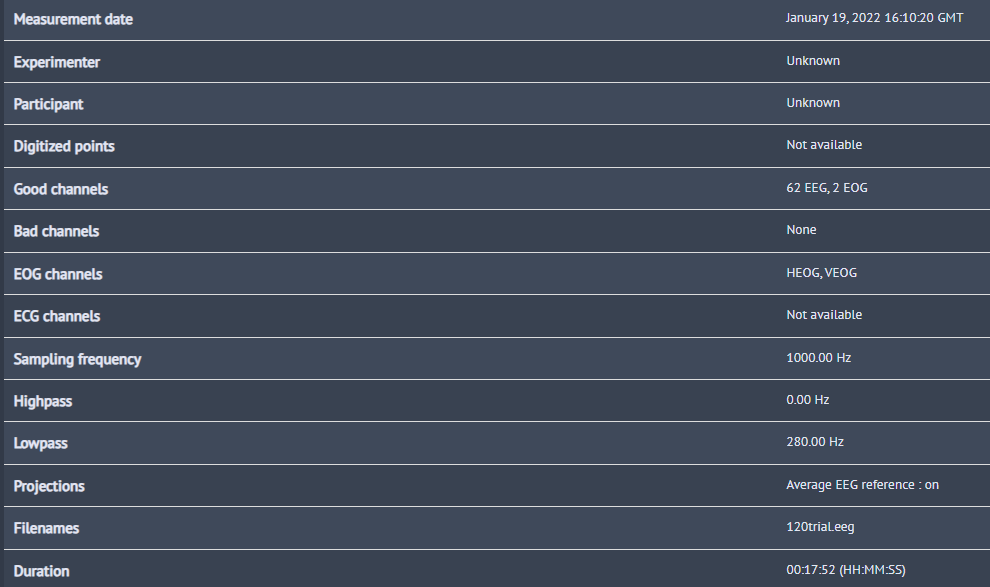 Measurement date January 19, 2022 16:10:20 GMT
Experimenter Unknown
Participant Unknown
Digitized points Not available
Good channels 62 EEG, 2 EOG
Bad channels None
EOG channels HEOG, VEOG
ECG channels Not available
Sampling frequency 1000.00 Hz
Highpass 0.00 Hz
Lowpass 280.00 Hz
Projections Average EEG reference : on
Filenames 120trial.eeg
Duration 00:17:52 (HH:MM:SS)